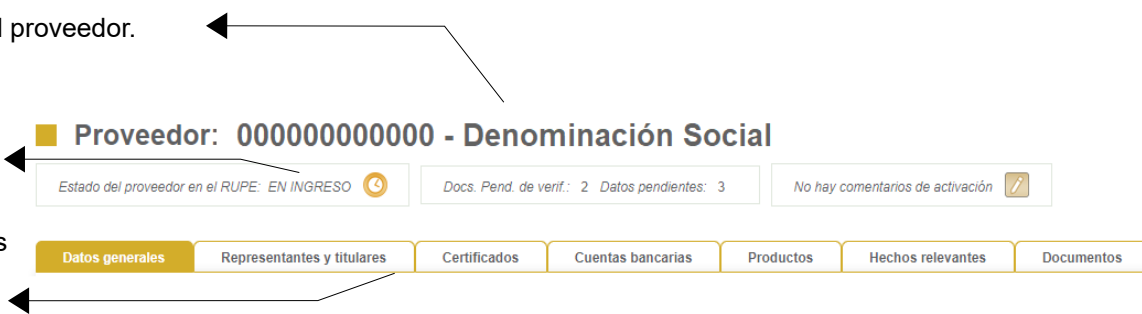 l proveedor.
Proveedor: 000000000000 - Denominación Social
Estado del proveedor en el RUPE: EN INGRESO
Docs. Pend. de verif.: 2 Datos pendientes: 3
No hay comentarios de activación
s
Datos generales
Representantes y titulares
Certificados
Cuentas bancarias
Productos
Hechos relevantes
Documentos